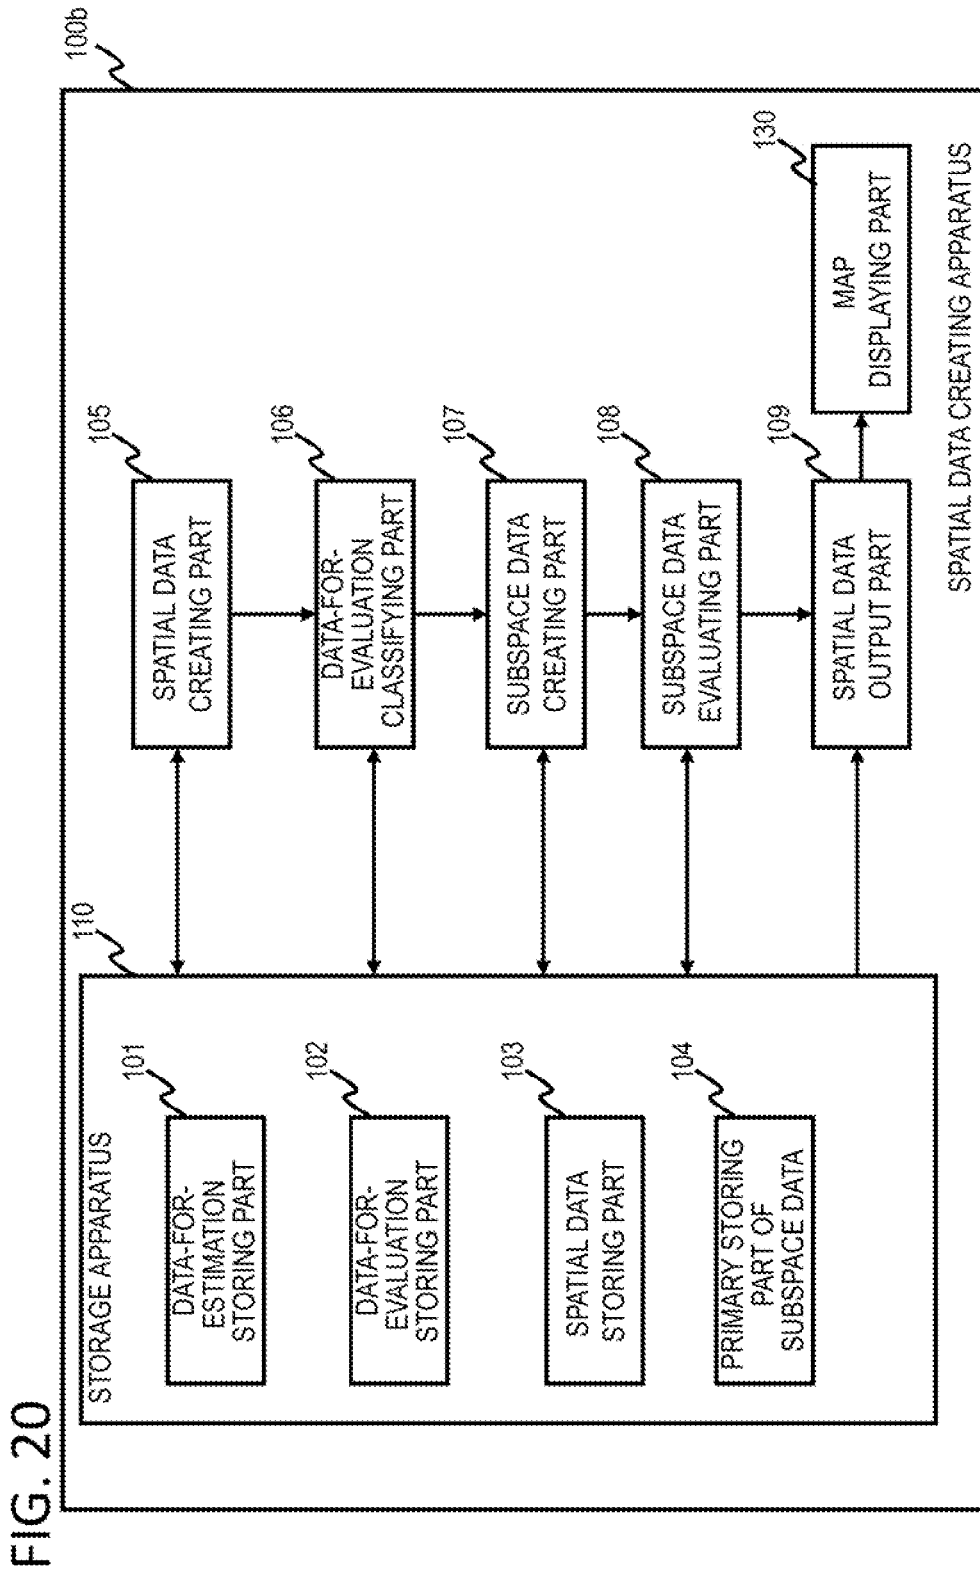 FIG. 20
100b
STORAGE APPARATUS
110
101
DATA-FOR-
ESTIMATION
STORING PART
102
DATA-FOR-
EVALUATION
STORING PART
103
SPATIAL DATA
STORING PART
104
PRIMARY STORING
PART OF
SUBSPACE DATA
105
SPATIAL DATA
CREATING PART
106
DATA-FOR-
EVALUATION
CLASSIFYING PART
107
SUBSPACE DATA
CREATING PART
108
SUBSPACE DATA
EVALUATING PART
109
SPATIAL DATA
OUTPUT PART
130
MAP
DISPLAYING PART
SPATIAL DATA CREATING APPARATUS